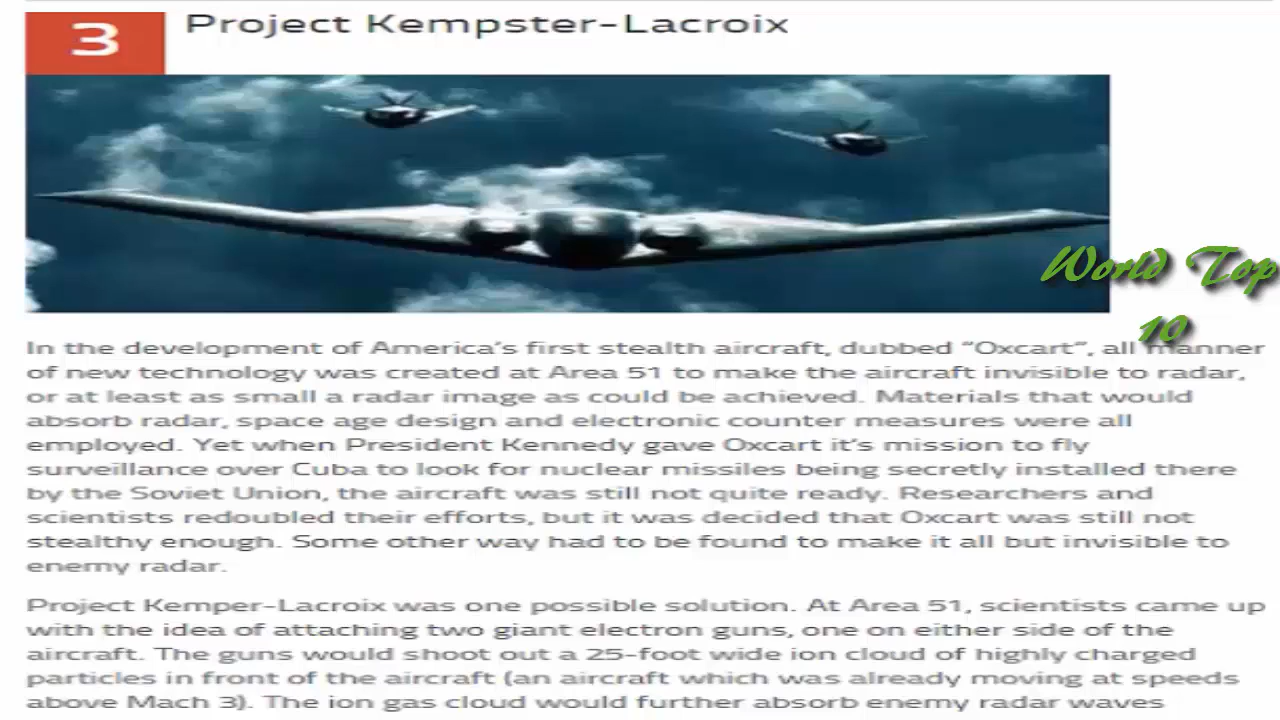 3
Project Kempster-Lacroix
World Top
10
In the development of America's first stealth aircraft, dubbed "Oxcart", all manner
of new technology was created at Area 51 to make the aircraft invisible to radar,
or at least as small a radar image as could be achieved. Materials that would
absorb radar, space age design and electronic counter measures were all
employed. Yet when President Kennedy gave Oxcart it's mission to fly
surveillance over Cuba to look for nuclear missiles being secretly installed there
by the Soviet Union, the aircraft was still not quite ready. Researchers and
scientists redoubled their efforts, but it was decided that Oxcart was still not
stealthy enough. Some other way had to be found to make it all but invisible to
enemy radar.
Project Kemper-Lacroix was one possible solution. At Area 51, scientists came up
with the idea of attaching two giant electron guns, one on either side of the
aircraft. The guns would shoot out a 25-foot wide ion cloud of highly charged
particles in front of the aircraft (an aircraft which was already moving at speeds
above Mach 3). The ion gas cloud would further absorb enemy radar waves